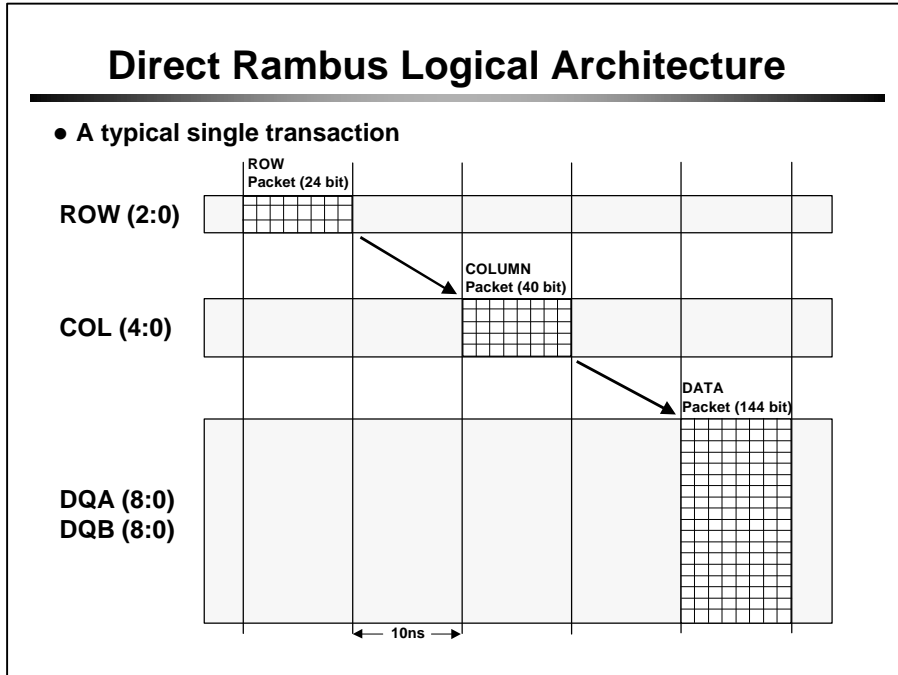 Direct Rambus Logical Architecture
● A typical single transaction
ROW
Packet (24 bit)
ROW (2:0)
COLUMN
Packet (40 bit)
COL (4:0)
DATA
Packet (144 bit)
DQA (8:0)
DQB (8:0)
10ns